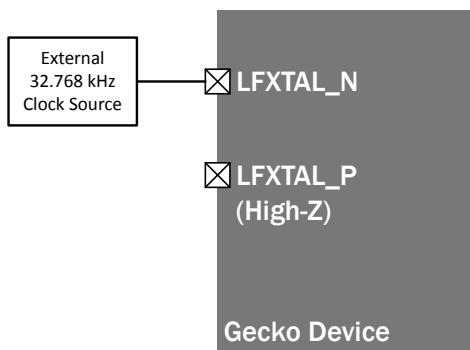 External
32.768 kHz
Clock Source
LFXTAL_N
LFXTAL_P
(High-Z)
Gecko Device